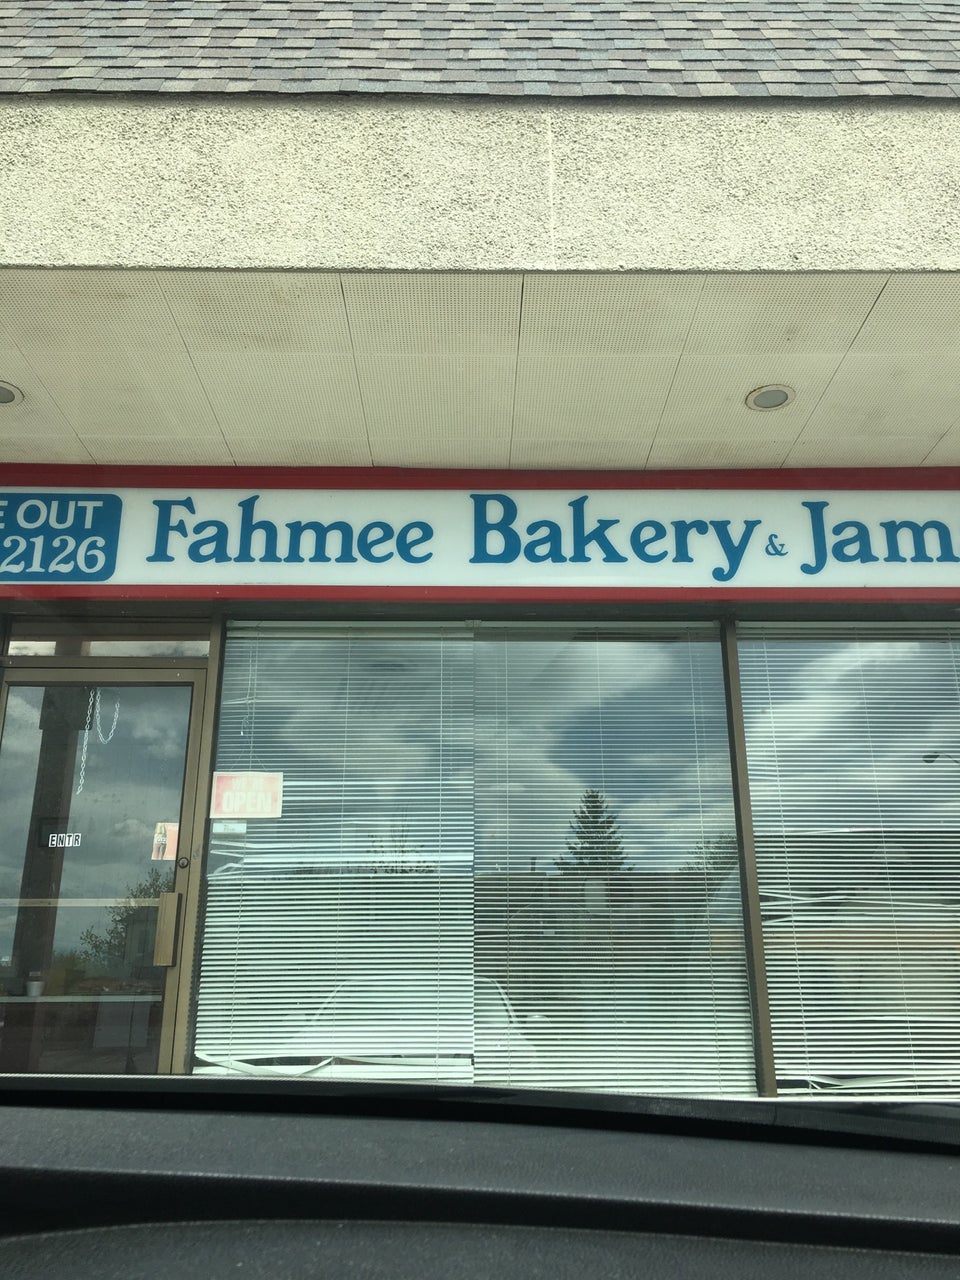 E OUT
2126
Fahmee Bakery & Jam
OPEN
ENTR